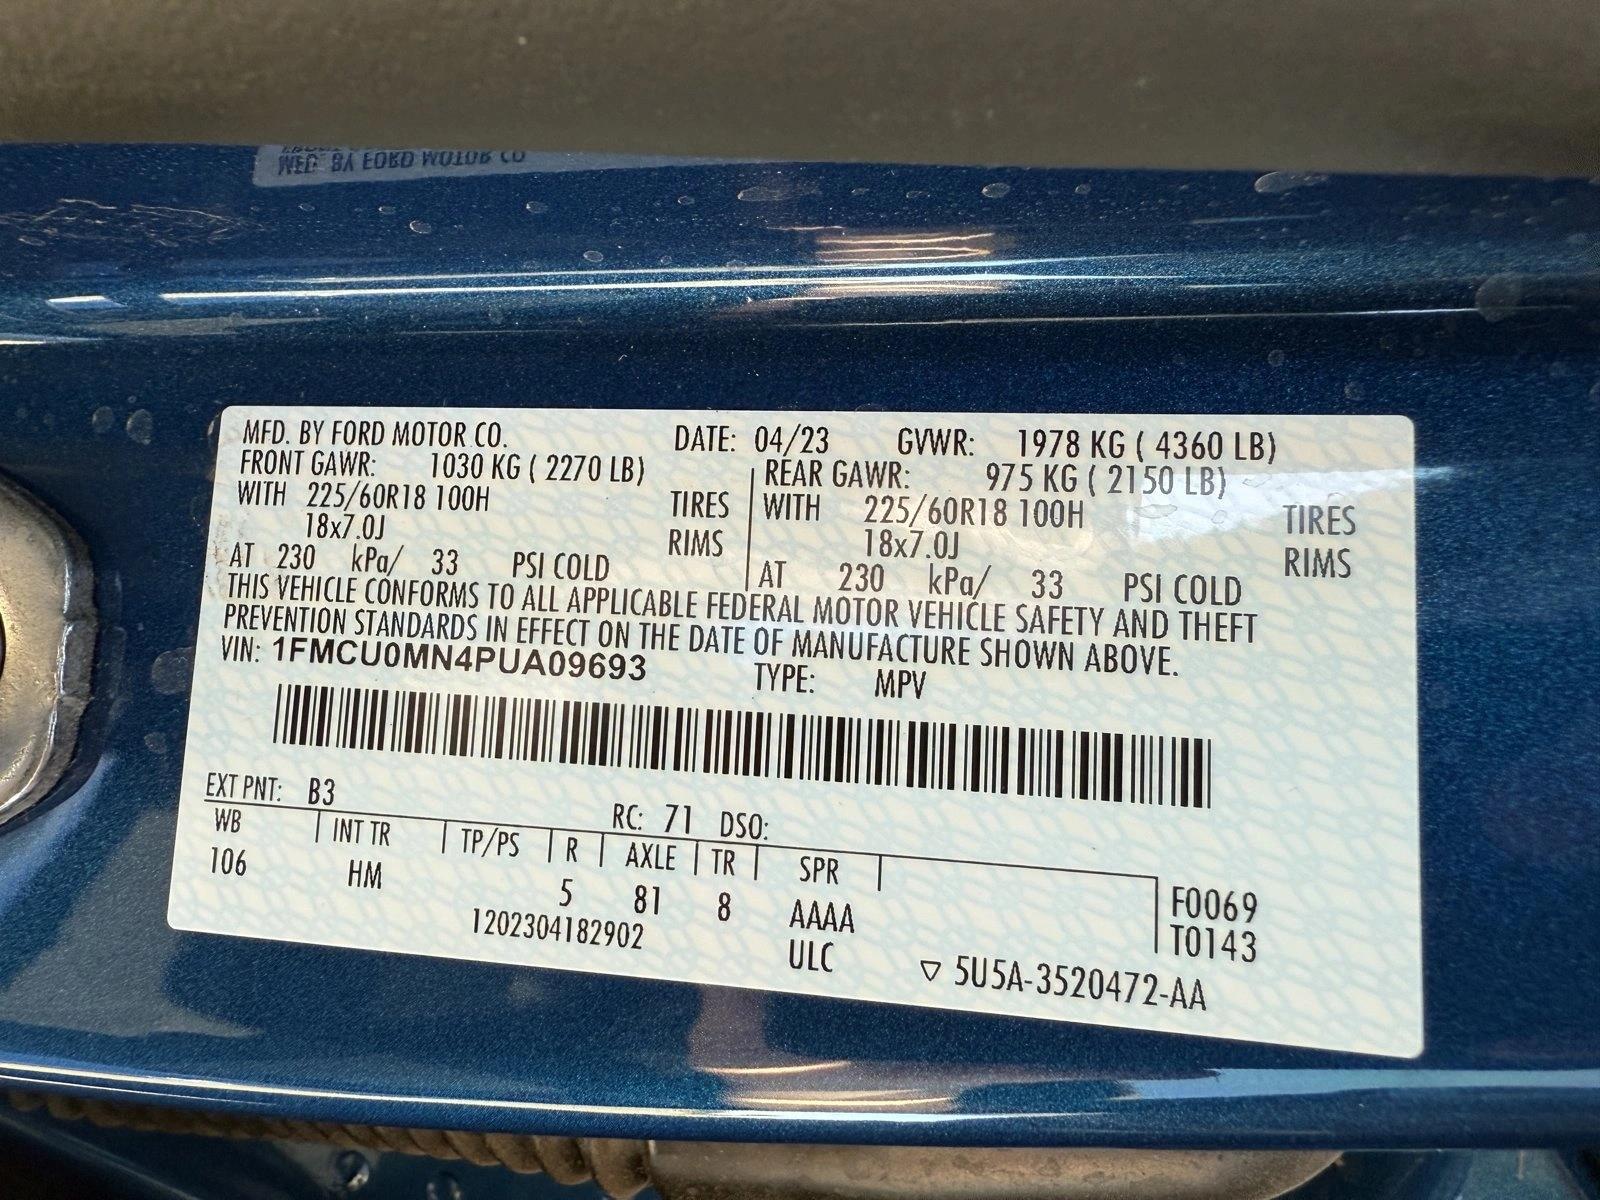 MFD. BY FORD MOTOR CO
MFD. BY FORD MOTOR CO. DATE: 04/23 GVWR: 1978 KG ( 4360 LB)
FRONT GAWR: 1030 KG ( 2270 LB) REAR GAWR: 975 KG ( 2150 LB)
WITH 225/60R18 100H TIRES WITH 225/60R18 100H TIRES
18x7.0J RIMS 18x7.0J RIMS
AT 230 kPa/ 33 PSI COLD AT 230 kPa/ 33 PSI COLD
THIS VEHICLE CONFORMS TO ALL APPLICABLE FEDERAL MOTOR VEHICLE SAFETY AND THEFT
PREVENTION STANDARDS IN EFFECT ON THE DATE OF MANUFACTURE SHOWN ABOVE.
VIN: 1FMCU0MN4PUA09693 TYPE: MPV
EXT PNT: B3 RC: 71 DSO:
WB INT TR TP/PS R AXLE TR SPR
106 HM 5 81 8 AAAA F0069
1202304182902 ULC T0143
▽ 5U5A-3520472-AA